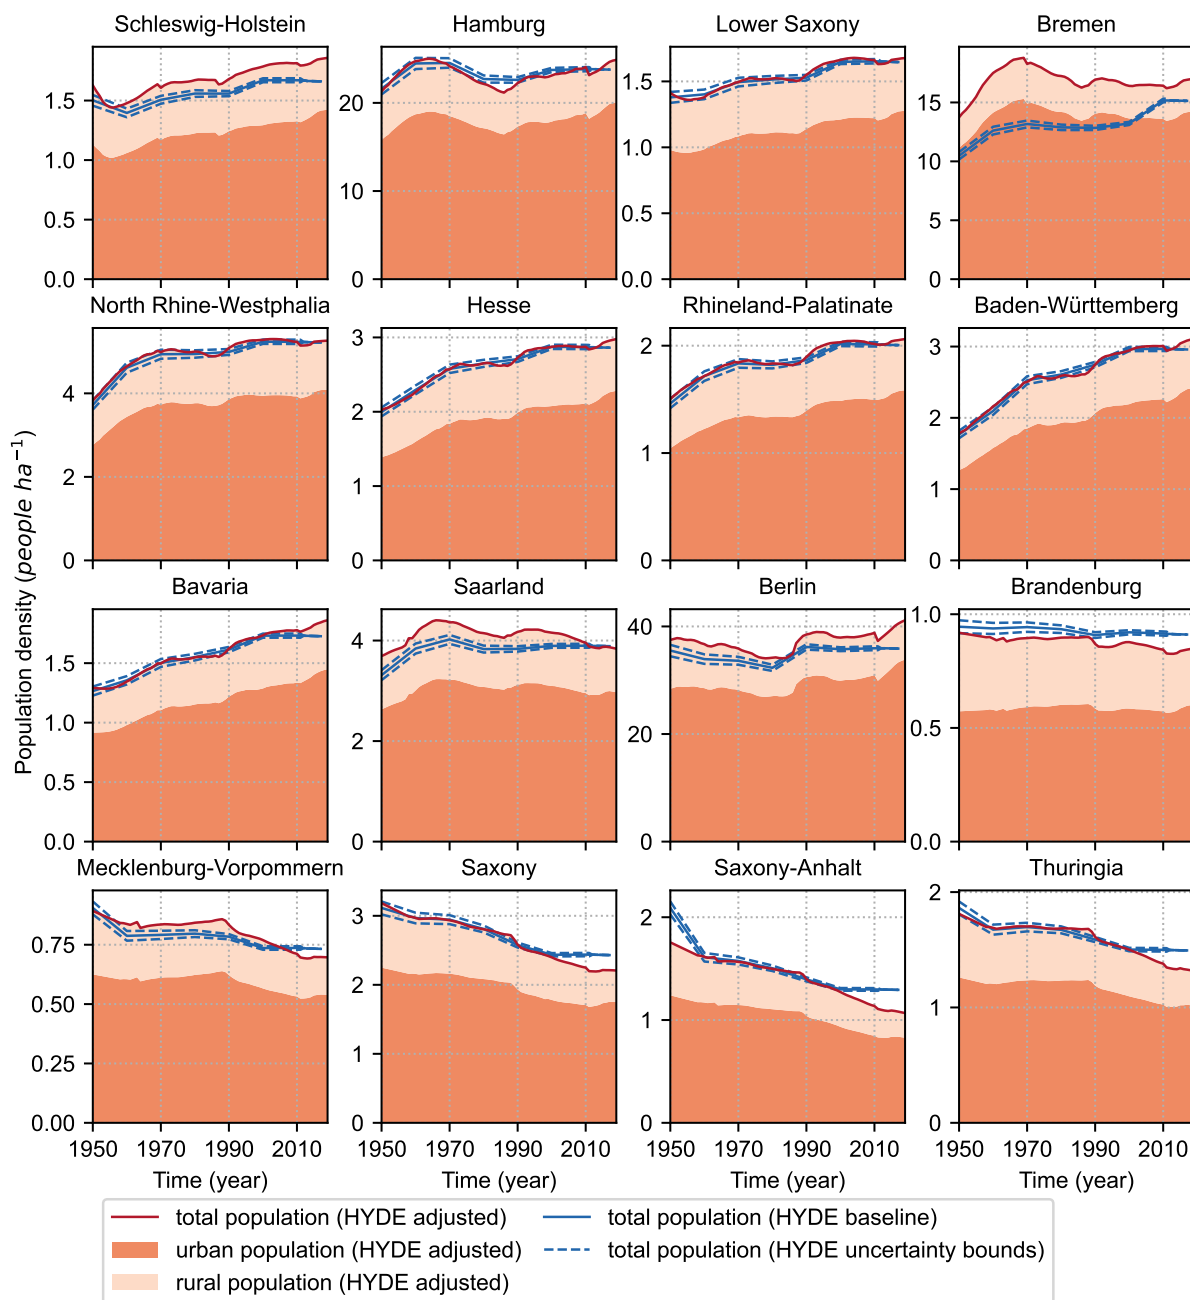 Schleswig-Holstein Hamburg Lower Saxony Bremen
1.5 20 1.5 15
1.0 10 1.0 10
0.5 0.5 5
0.0 0 0.0 0
North Rhine-Westphalia Hesse Rhineland-Palatinate Baden-Württemberg
4 3 2 3
2 2 1 2
0 1 0 1
0 0
Population density (people ha⁻¹)
Bavaria Saarland Berlin Brandenburg
1.5 4 40 1.0
1.0 2 20 0.5
0.5 0 0 0.0
0.0
Mecklenburg-Vorpommern Saxony Saxony-Anhalt Thuringia
0.75 3 2 2
0.50 2 1 1
0.25 1 0 0
0.00 0
1950 1970 1990 2010 1950 1970 1990 2010 1950 1970 1990 2010 1950 1970 1990 2010
Time (year) Time (year) Time (year) Time (year)
total population (HYDE adjusted) total population (HYDE baseline)
urban population (HYDE adjusted) total population (HYDE uncertainty bounds)
rural population (HYDE adjusted)